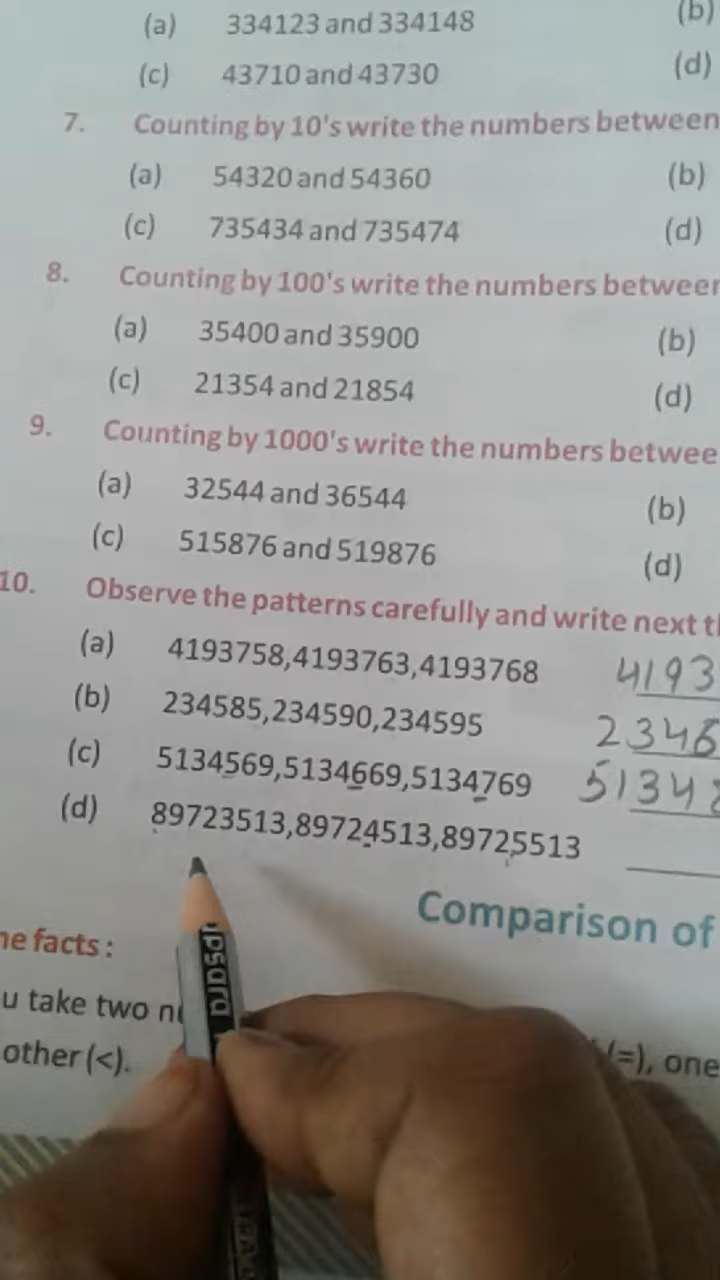 (a) 334123 and 334148 (b)
(c) 43710 and 43730 (d)
7. Counting by 10's write the numbers between
(a) 54320 and 54360 (b)
(c) 735434 and 735474 (d)
8. Counting by 100's write the numbers between
(a) 35400 and 35900 (b)
(c) 21354 and 21854 (d)
9. Counting by 1000's write the numbers betwee
(a) 32544 and 36544 (b)
(c) 515876 and 519876 (d)
10. Observe the patterns carefully and write next t
(a) 4193758,4193763,4193768 4193
(b) 234585,234590,234595 2346
(c) 5134569,5134669,5134769 51348
(d) 89723513,89724513,89725513
Comparison of
he facts :
u take two n (=), one
other (<).
apsara